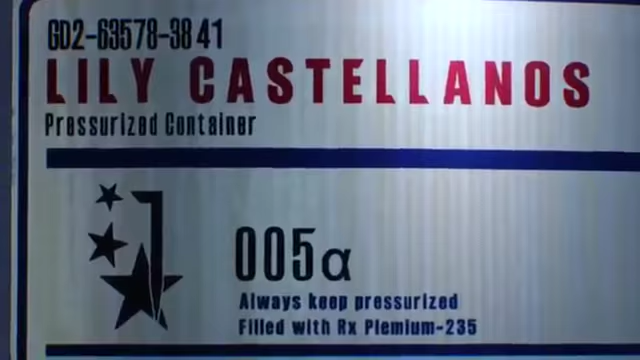 GD2-63578-38 41
LILY CASTELLANOS
Pressurized Container
005α
Always keep pressurized
Filled with Rx Plemium-235